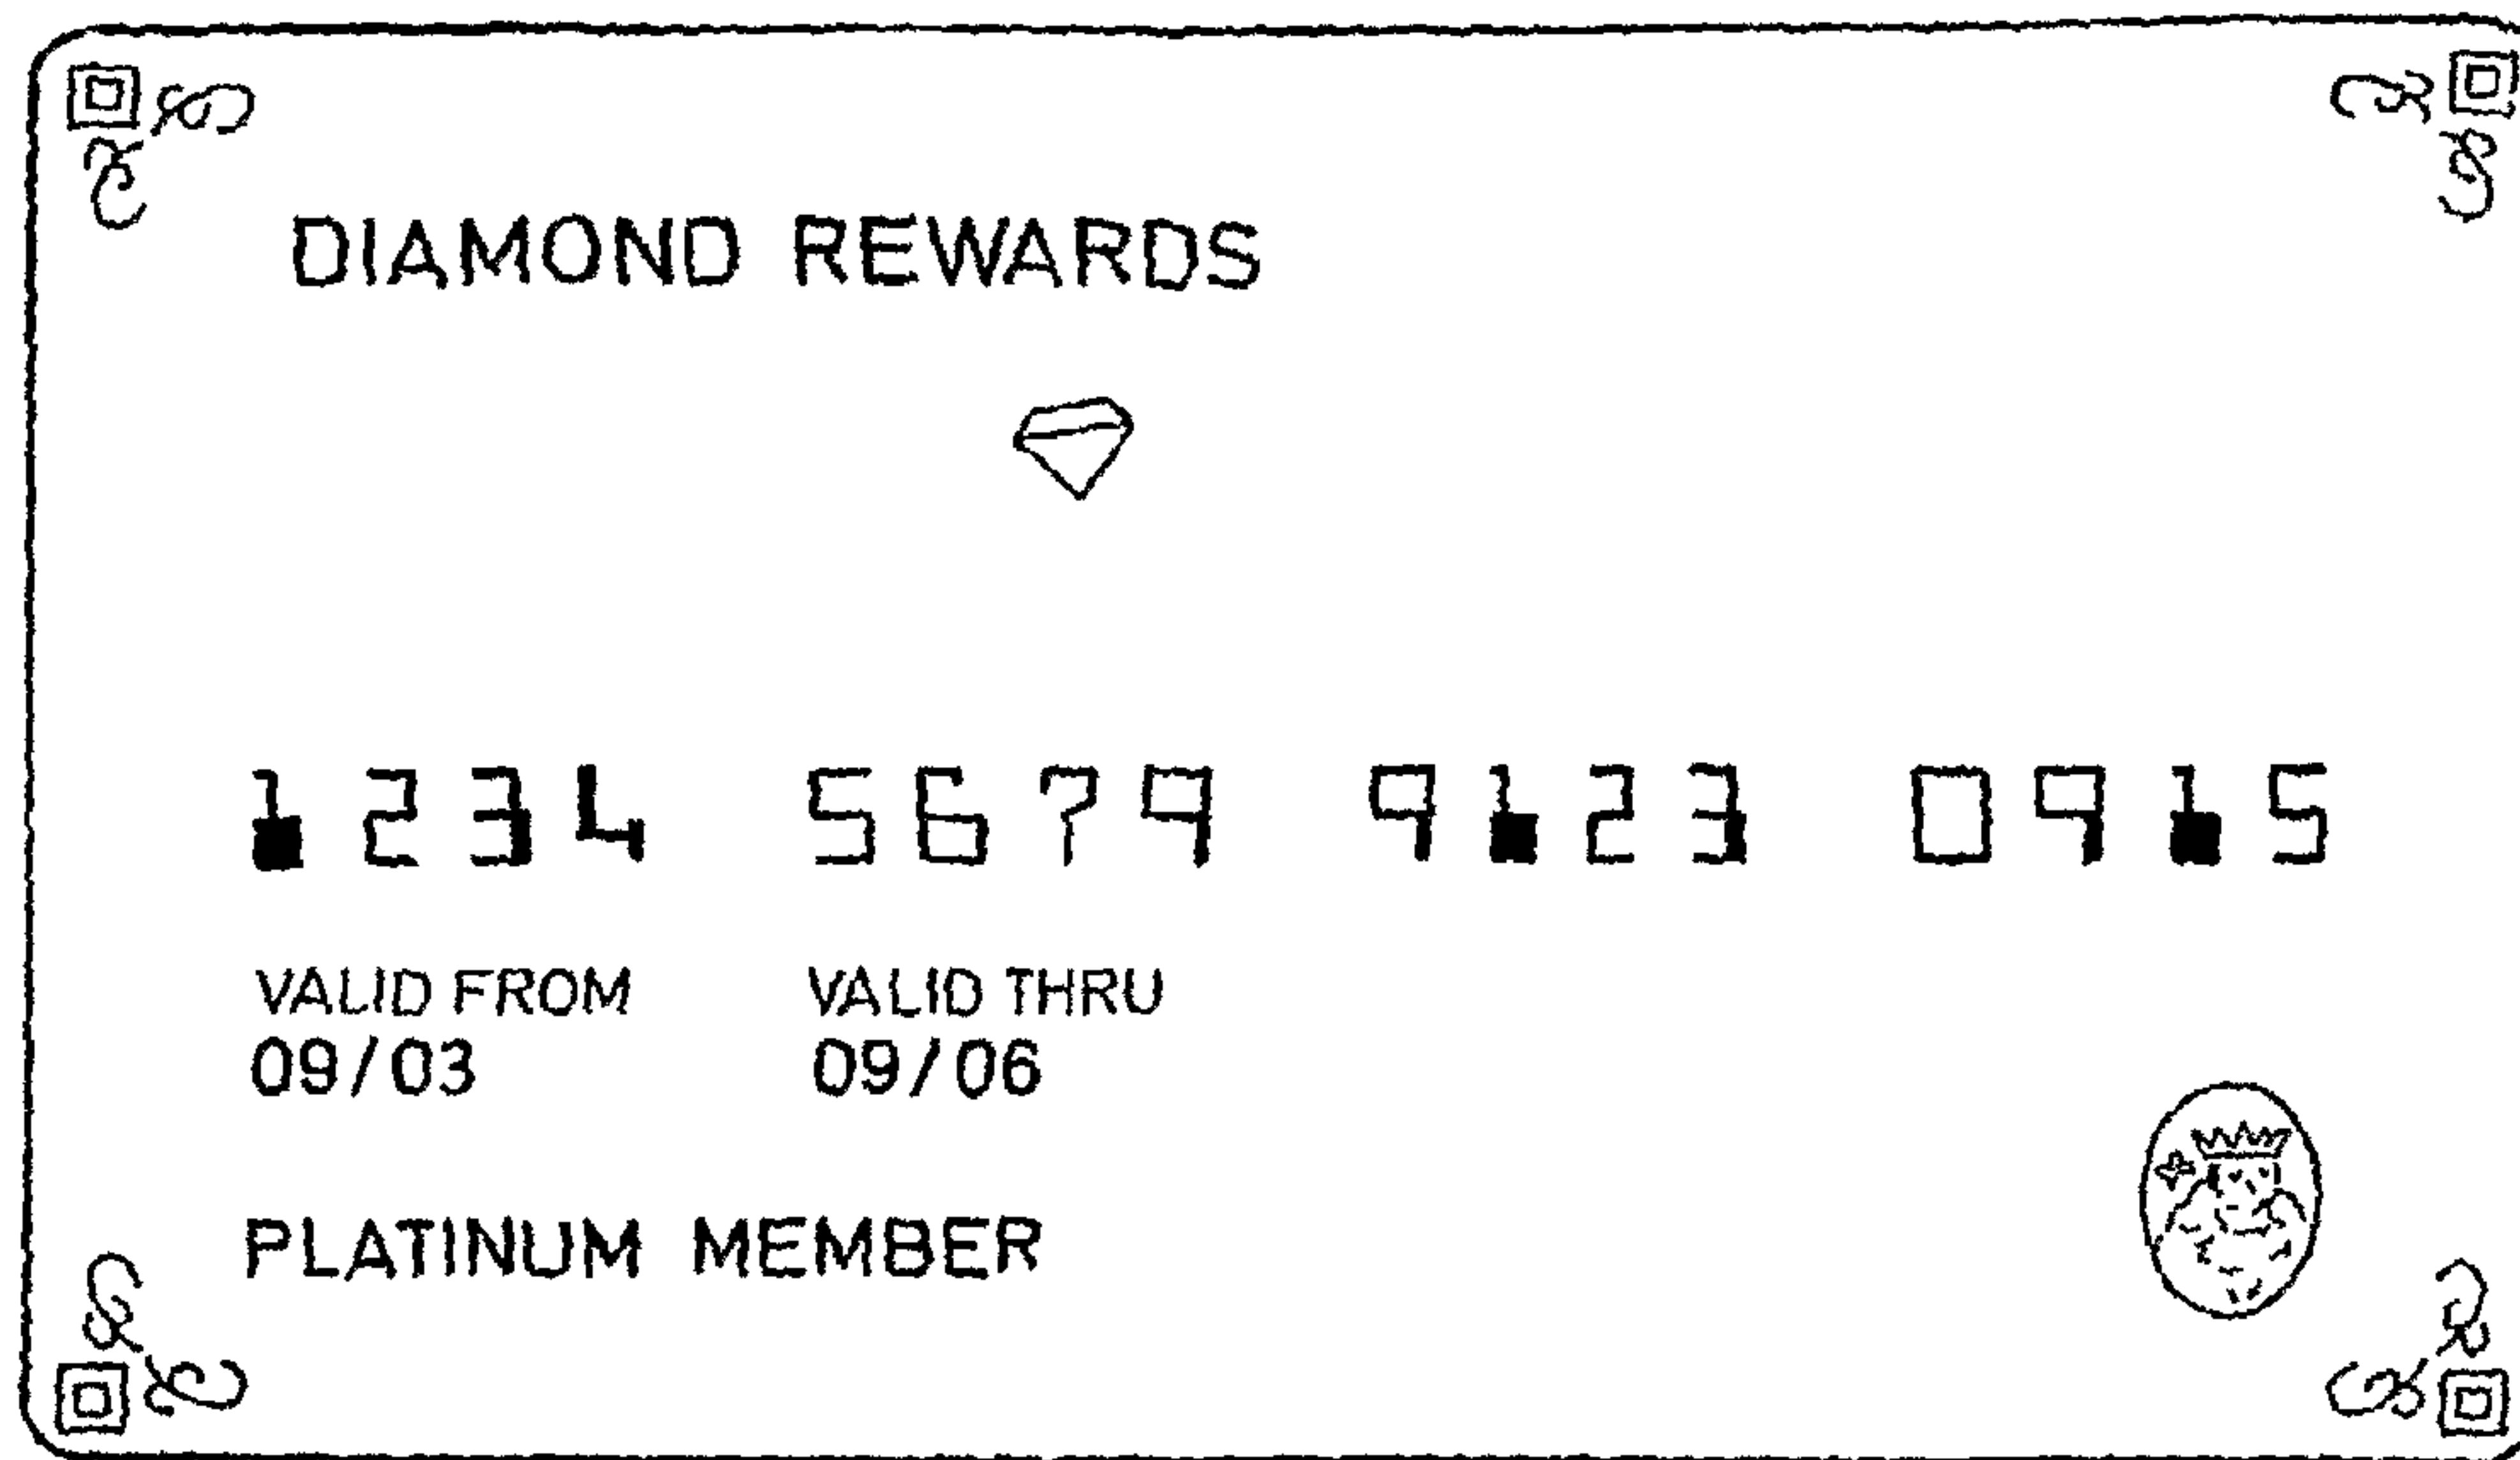 DIAMOND REWARDS
1234 5679 9123 0915
VALID FROM VALID THRU
09/03 09/06
PLATINUM MEMBER